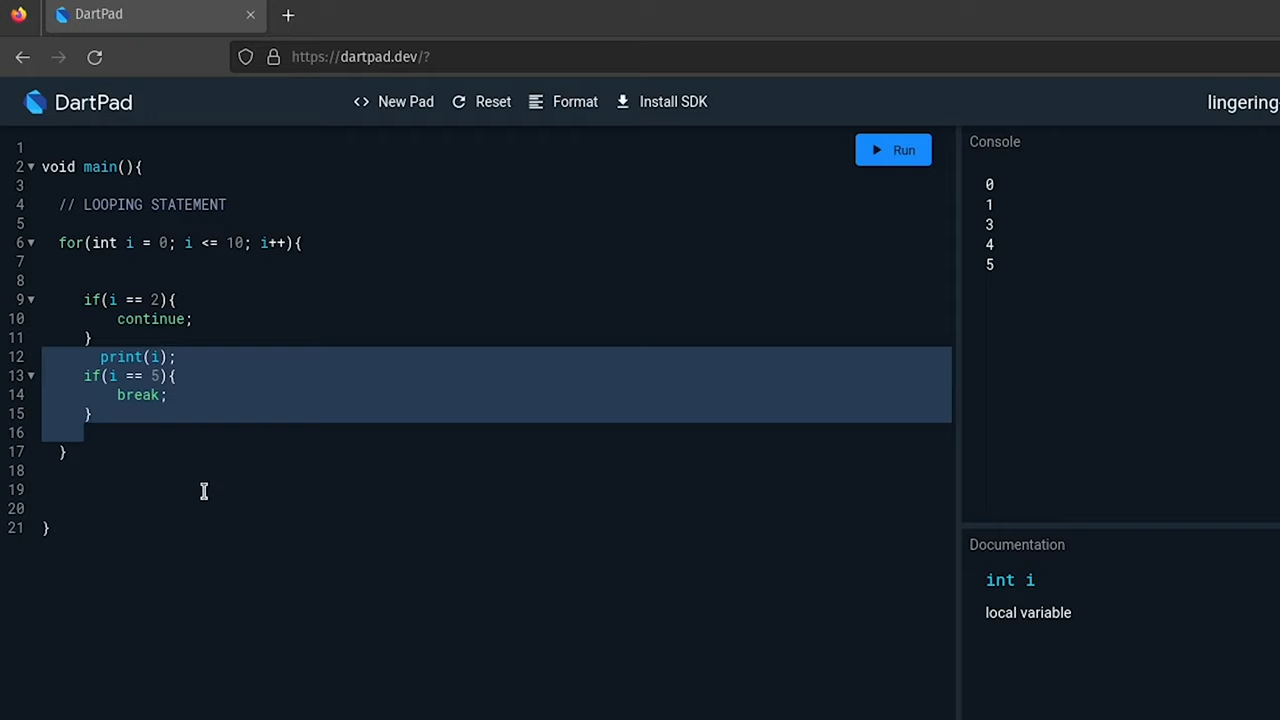 DartPad
https://dartpad.dev/?
DartPad
New Pad
Reset
Format
Install SDK
lingering-
Run
1
2 void main(){
3
4 // LOOPING STATEMENT
5
6 for(int i = 0; i <= 10; i++){
7
8
9 if(i == 2){
10 continue;
11 }
12 print(i);
13 if(i == 5){
14 break;
15 }
16
17 }
18
19
20
21 }
Console
0
1
3
4
5
Documentation
int i
local variable